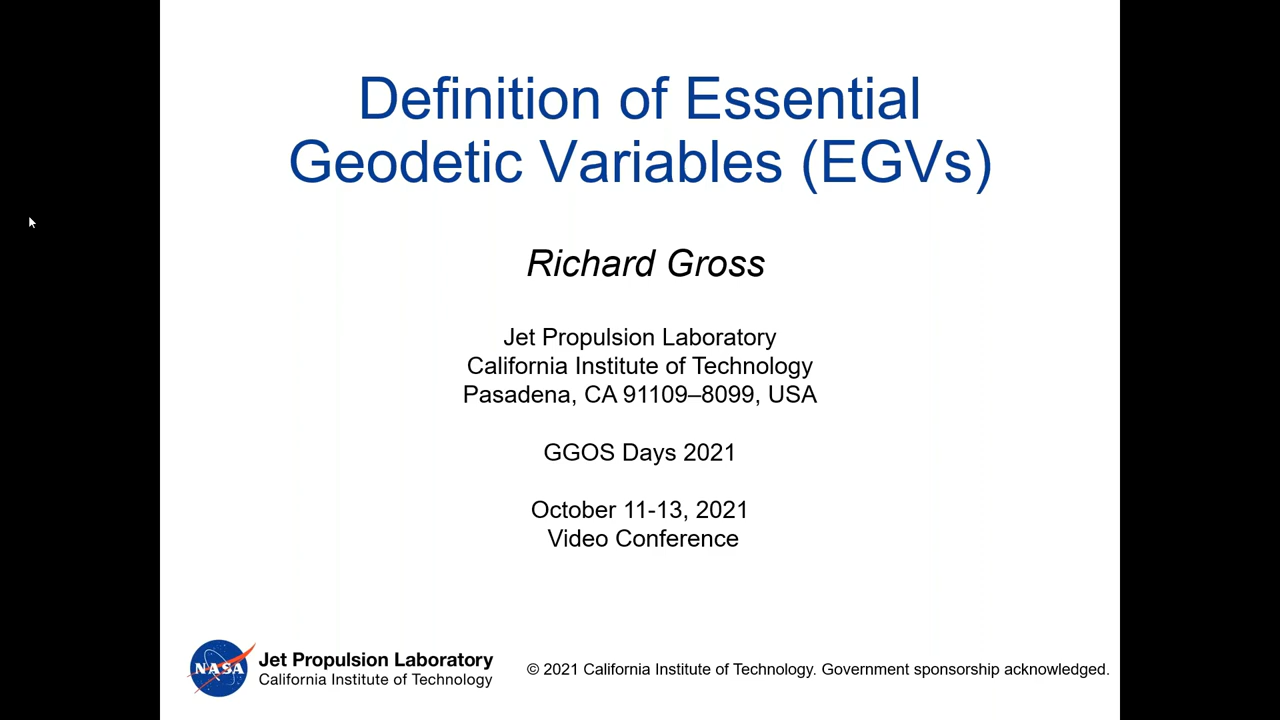 Definition of Essential
Geodetic Variables (EGVs)
Richard Gross
Jet Propulsion Laboratory
California Institute of Technology
Pasadena, CA 91109–8099, USA
GGOS Days 2021
October 11-13, 2021
Video Conference
NASA
Jet Propulsion Laboratory
California Institute of Technology
© 2021 California Institute of Technology. Government sponsorship acknowledged.